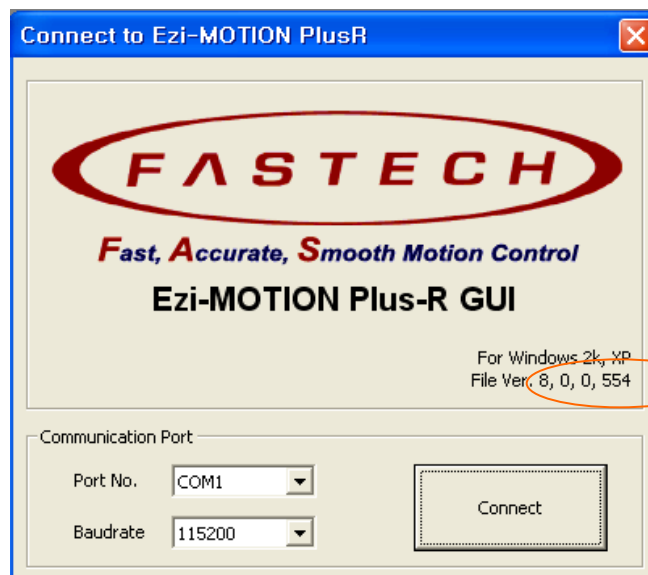 Connect to Ezi-MOTION PlusR
FASTECH
Fast, Accurate, Smooth Motion Control
Ezi-MOTION Plus-R GUI
For Windows 2k, XP
File Ver. 8, 0, 0, 554
Communication Port
Port No. COM1
Connect
Baudrate 115200